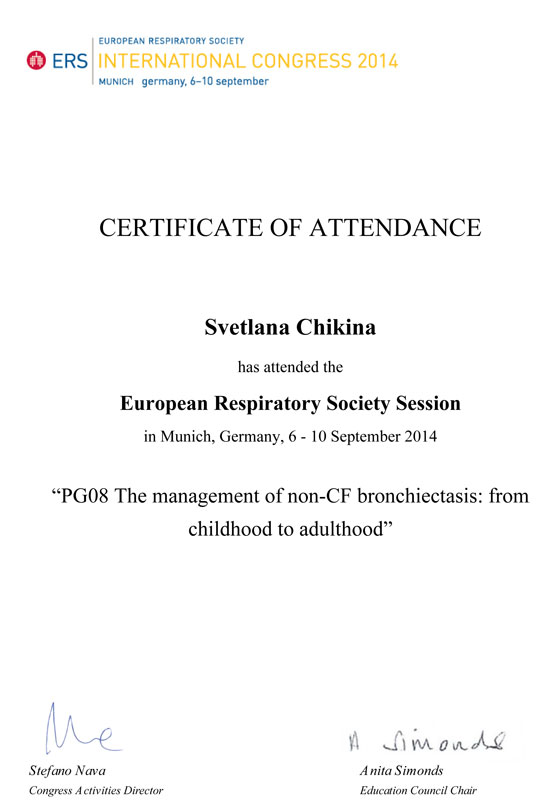 EUROPEAN RESPIRATORY SOCIETY
ERS INTERNATIONAL CONGRESS 2014
MUNICH germany, 6–10 september
CERTIFICATE OF ATTENDANCE
Svetlana Chikina
has attended the
European Respiratory Society Session
in Munich, Germany, 6 - 10 September 2014
“PG08 The management of non-CF bronchiectasis: from
childhood to adulthood”
A Simonds
Stefano Nava
Anita Simonds
Congress Activities Director
Education Council Chair